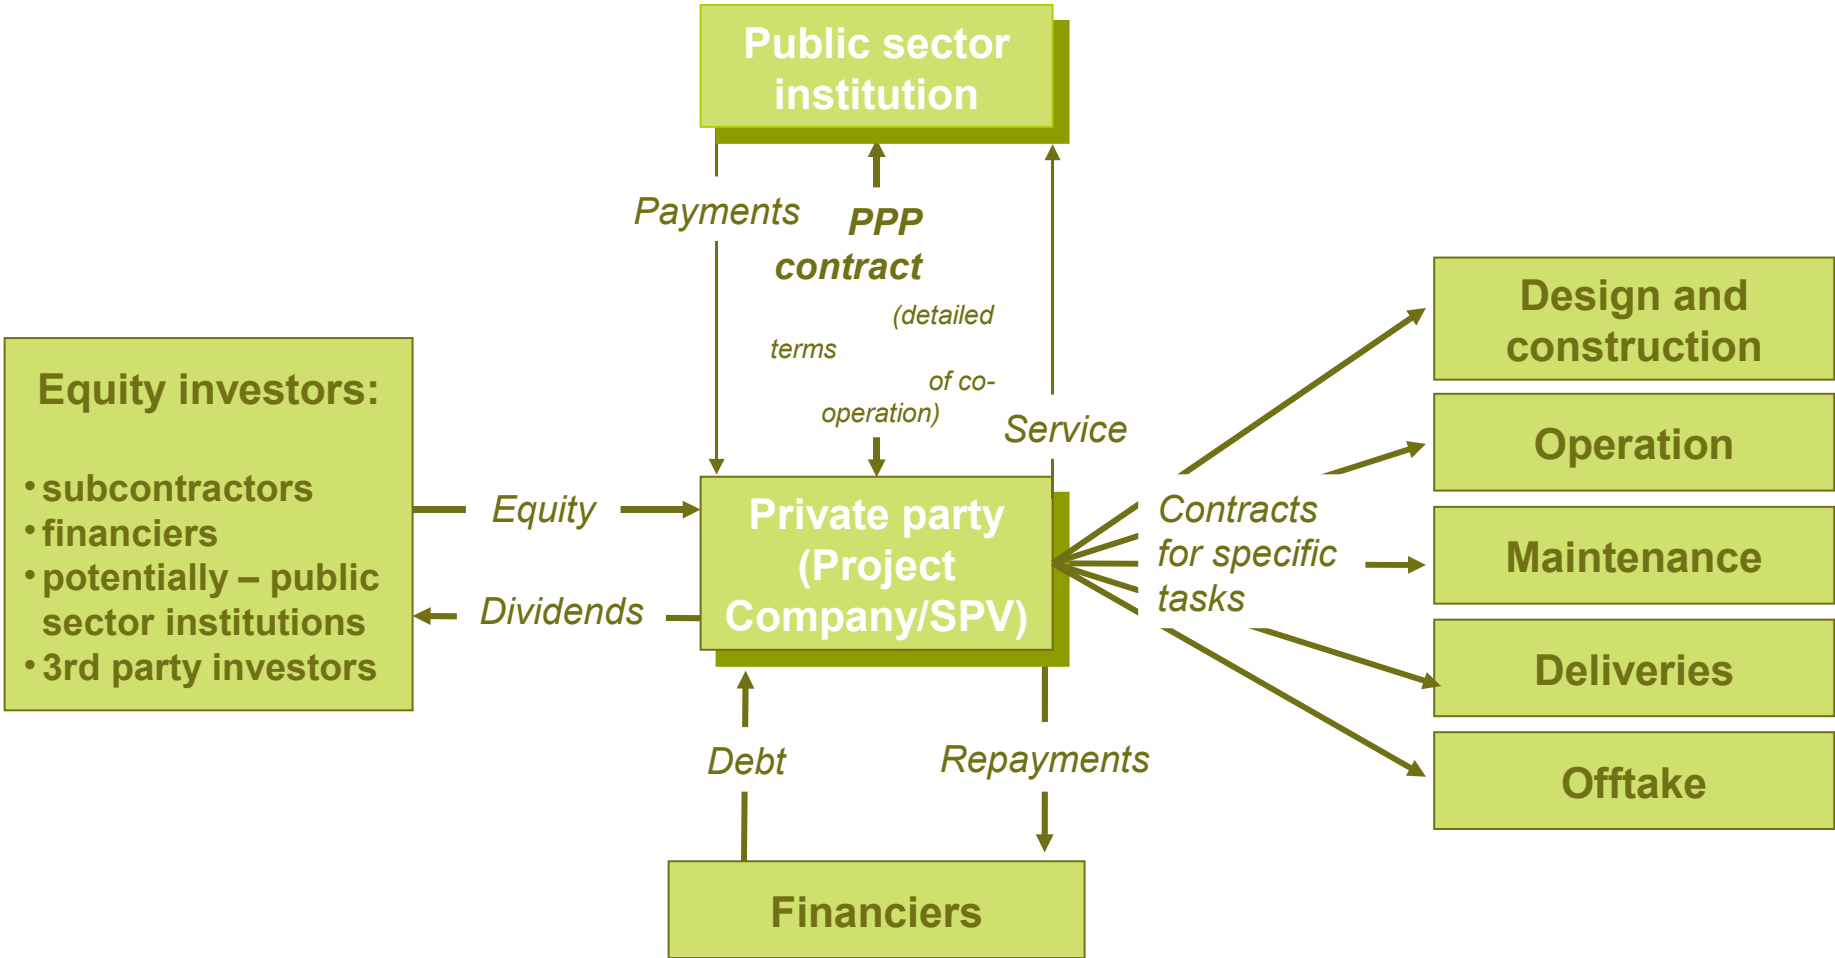 Public sector
institution
Payments
PPP
contract
(detailed
terms
of co-
operation)
Service
Equity investors:
• subcontractors
• financiers
• potentially – public
sector institutions
• 3rd party investors
Equity
Dividends
Private party
(Project
Company/SPV)
Contracts
for specific
tasks
Design and
construction
Operation
Maintenance
Deliveries
Offtake
Debt
Repayments
Financiers